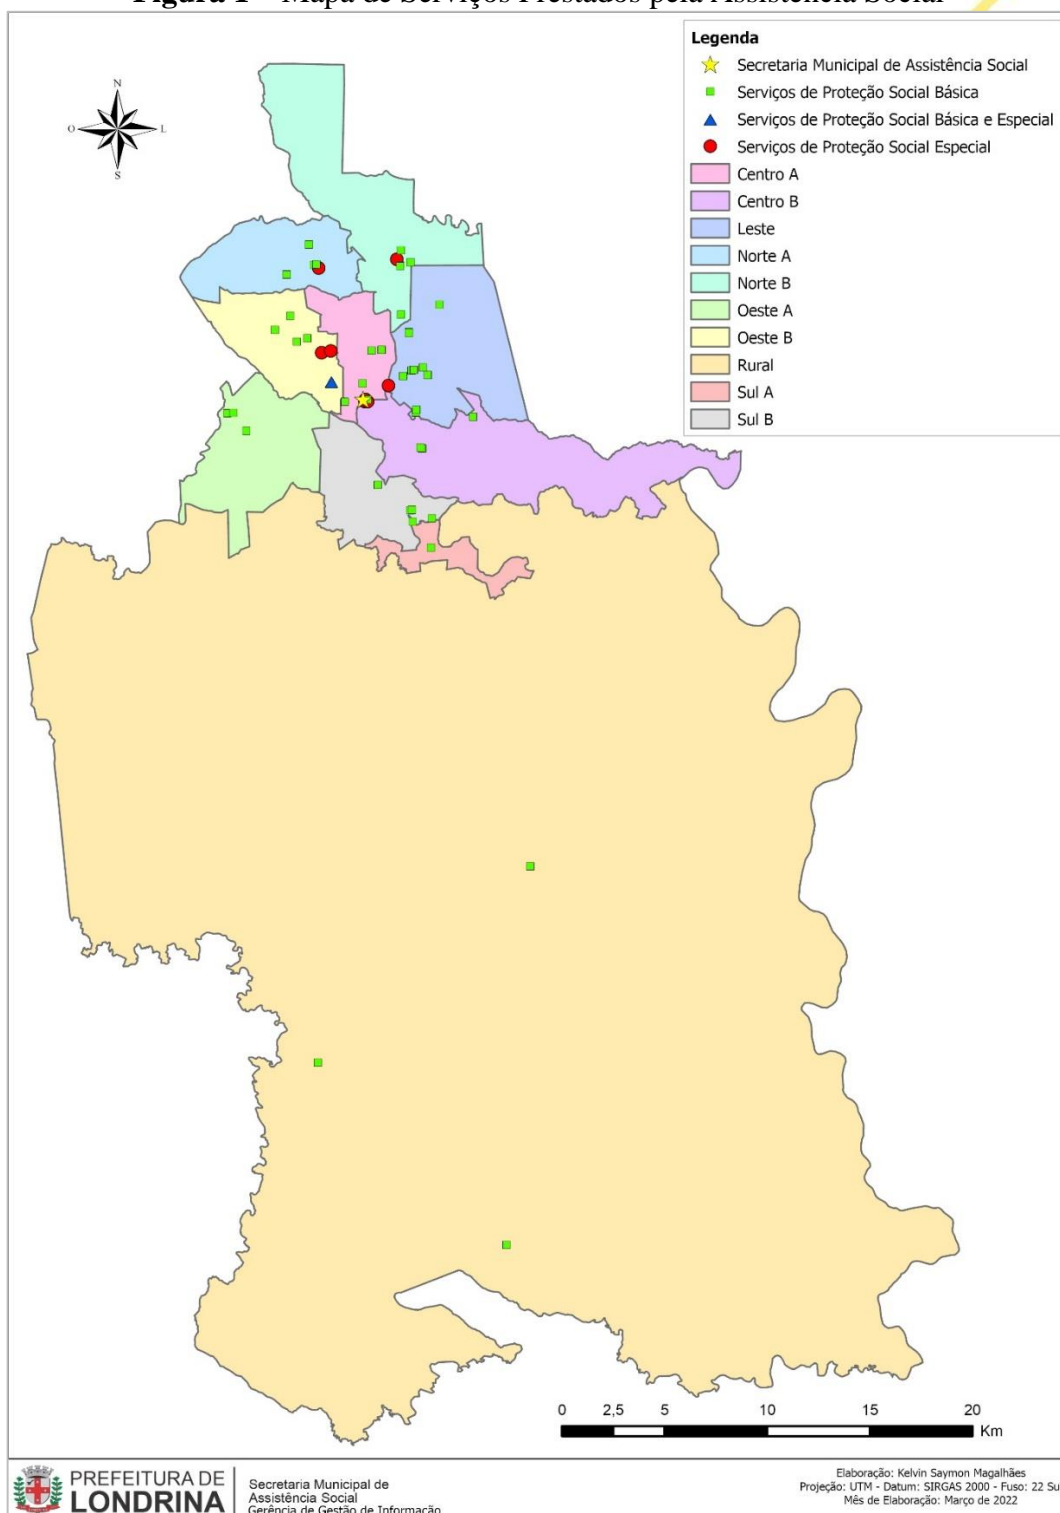 Figura 1 – Mapa de Serviços Prestados pela Assistência Social
Legenda
Secretaria Municipal de Assistência Social
Serviços de Proteção Social Básica
Serviços de Proteção Social Básica e Especial
Serviços de Proteção Social Especial
Centro A
Centro B
Leste
Norte A
Norte B
Oeste A
Oeste B
Rural
Sul A
Sul B
N
O
L
S
0 2,5 5 10 15 20
Km
PREFEITURA DE
LONDRINA
Secretaria Municipal de
Assistência Social
Gerência de Gestão de Informação
Elaboração: Kelvin Saymon Magalhães
Projeção: UTM - Datum: SIRGAS 2000 - Fuso: 22 Su
Mês de Elaboração: Março de 2022